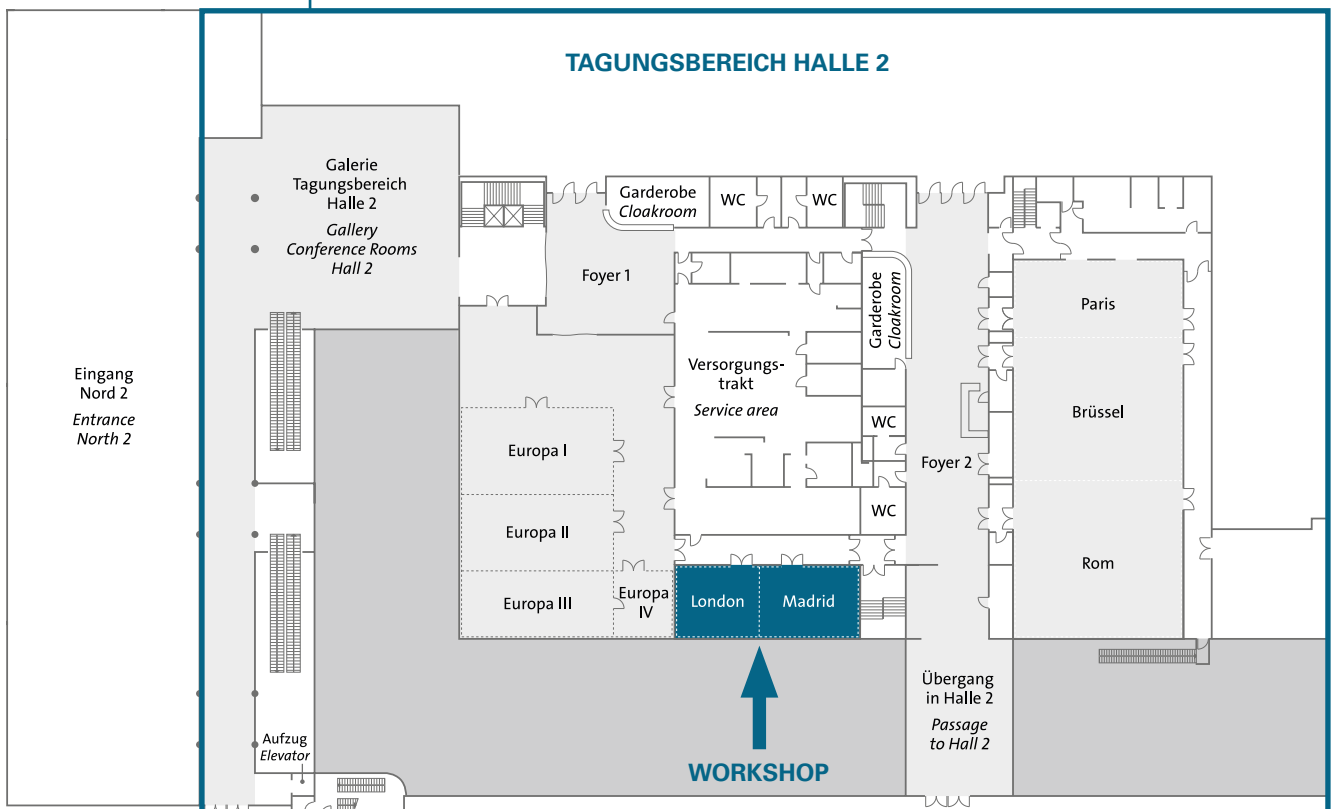 TAGUNGSBEREICH HALLE 2
Galerie
Tagungsbereich
Halle 2
Gallery
Conference Rooms
Hall 2
Garderobe
Cloakroom
WC
WC
Foyer 1
Garderobe
Cloakroom
Paris
Eingang
Nord 2
Entrance
North 2
Versorgungs-
trakt
Service area
Brüssel
WC
Europa I
Foyer 2
WC
Europa II
Rom
Europa III
Europa
IV
London
Madrid
Übergang
in Halle 2
Passage
to Hall 2
Aufzug
Elevator
WORKSHOP